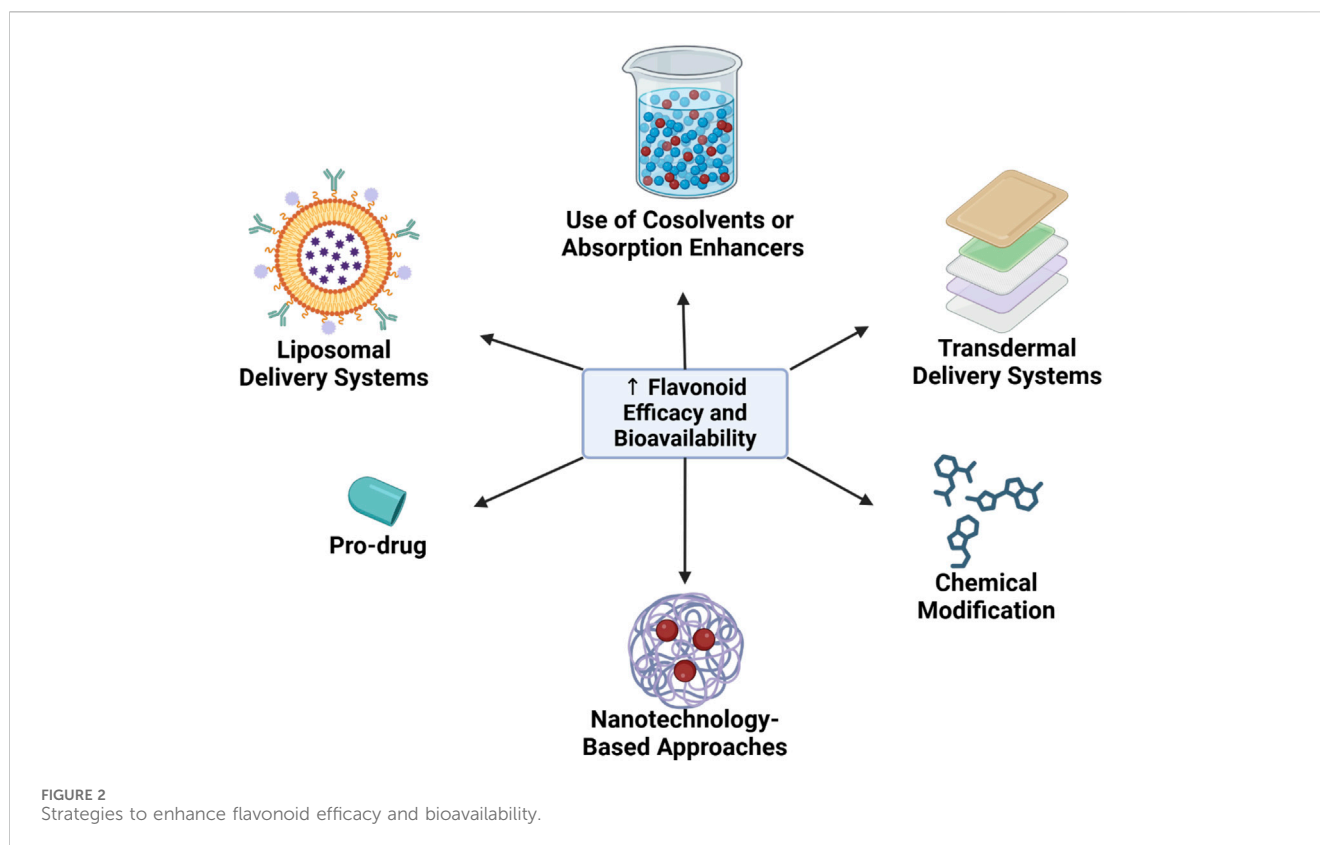 Use of Cosolvents or
Absorption Enhancers
Liposomal
Delivery Systems
Transdermal
Delivery Systems
↑ Flavonoid
Efficacy and
Bioavailability
Pro-drug
Chemical
Modification
Nanotechnology-
Based Approaches
FIGURE 2
Strategies to enhance flavonoid efficacy and bioavailability.